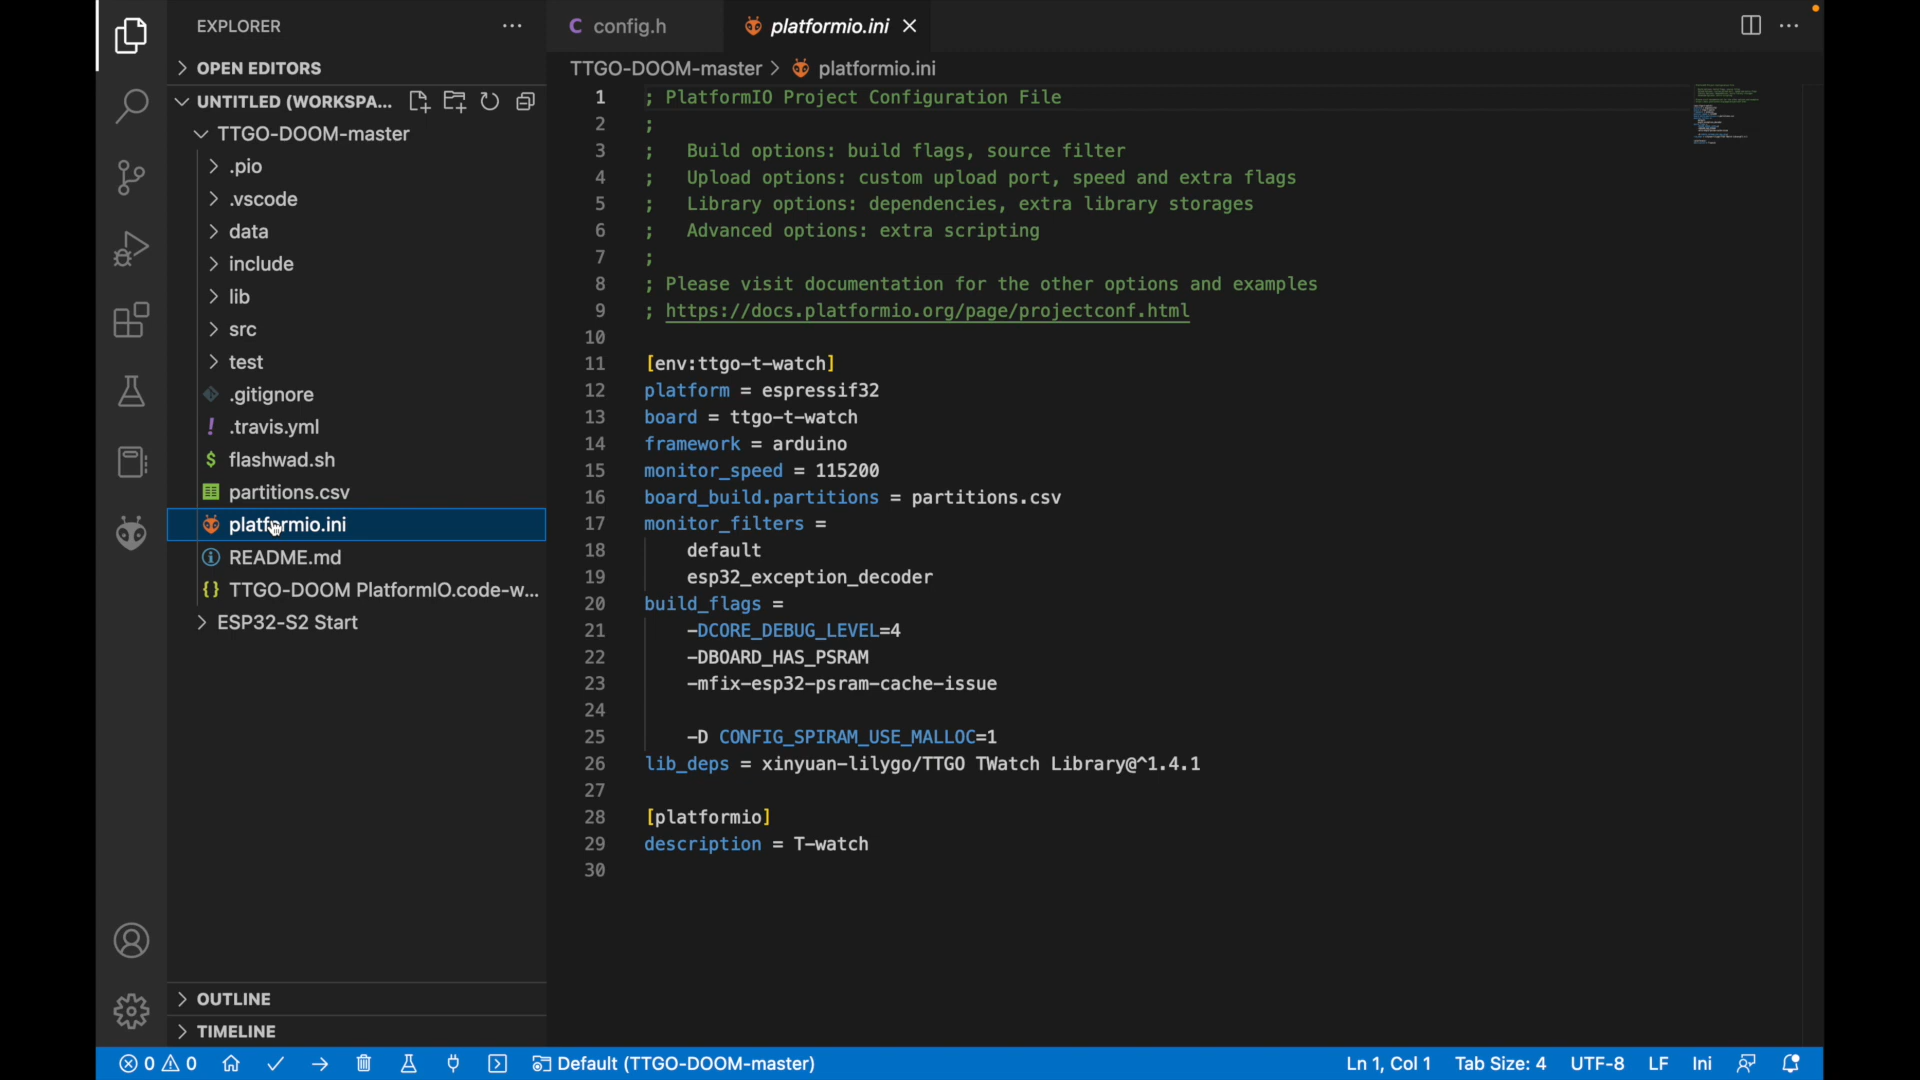 EXPLORER
OPEN EDITORS
UNTITLED (WORKSPA...
TTGO-DOOM-master
.pio
.vscode
data
include
lib
src
test
.gitignore
! .travis.yml
$ flashwad.sh
partitions.csv
platformio.ini
README.md
{} TTGO-DOOM PlatformIO.code-w...
ESP32-S2 Start
OUTLINE
TIMELINE
C config.h
platformio.ini
TTGO-DOOM-master > platformio.ini
1 ; PlatformIO Project Configuration File
2 ;
3 ;   Build options: build flags, source filter
4 ;   Upload options: custom upload port, speed and extra flags
5 ;   Library options: dependencies, extra library storages
6 ;   Advanced options: extra scripting
7 ;
8 ; Please visit documentation for the other options and examples
9 ; https://docs.platformio.org/page/projectconf.html
10
11 [env:ttgo-t-watch]
12 platform = espressif32
13 board = ttgo-t-watch
14 framework = arduino
15 monitor_speed = 115200
16 board_build.partitions = partitions.csv
17 monitor_filters =
18     default
19     esp32_exception_decoder
20 build_flags =
21     -DCORE_DEBUG_LEVEL=4
22     -DBOARD_HAS_PSRAM
23     -mfix-esp32-psram-cache-issue
24
25     -D CONFIG_SPIRAM_USE_MALLOC=1
26 lib_deps = xinyuan-lilygo/TTGO TWatch Library@^1.4.1
27
28 [platformio]
29 description = T-watch
30
0 0 Default (TTGO-DOOM-master) Ln 1, Col 1 Tab Size: 4 UTF-8 LF Ini